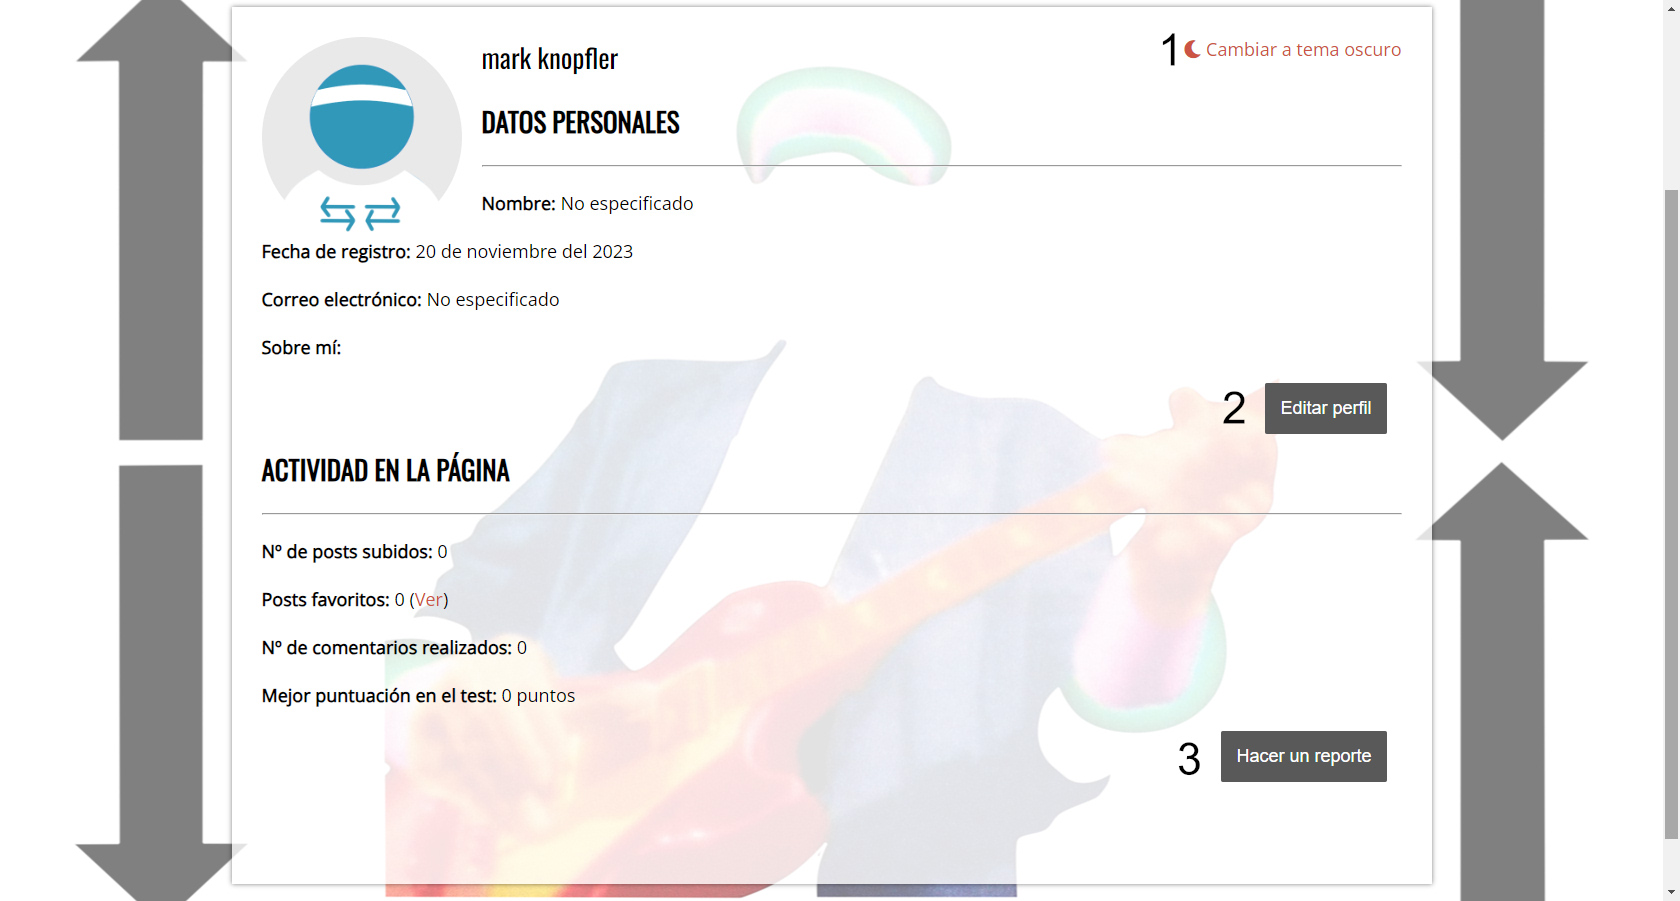 mark knopfler
1 Cambiar a tema oscuro
DATOS PERSONALES
Nombre: No especificado
Fecha de registro: 20 de noviembre del 2023
Correo electrónico: No especificado
Sobre mí:
2 Editar perfil
ACTIVIDAD EN LA PÁGINA
Nº de posts subidos: 0
Posts favoritos: 0 (Ver)
Nº de comentarios realizados: 0
Mejor puntuación en el test: 0 puntos
3 Hacer un reporte